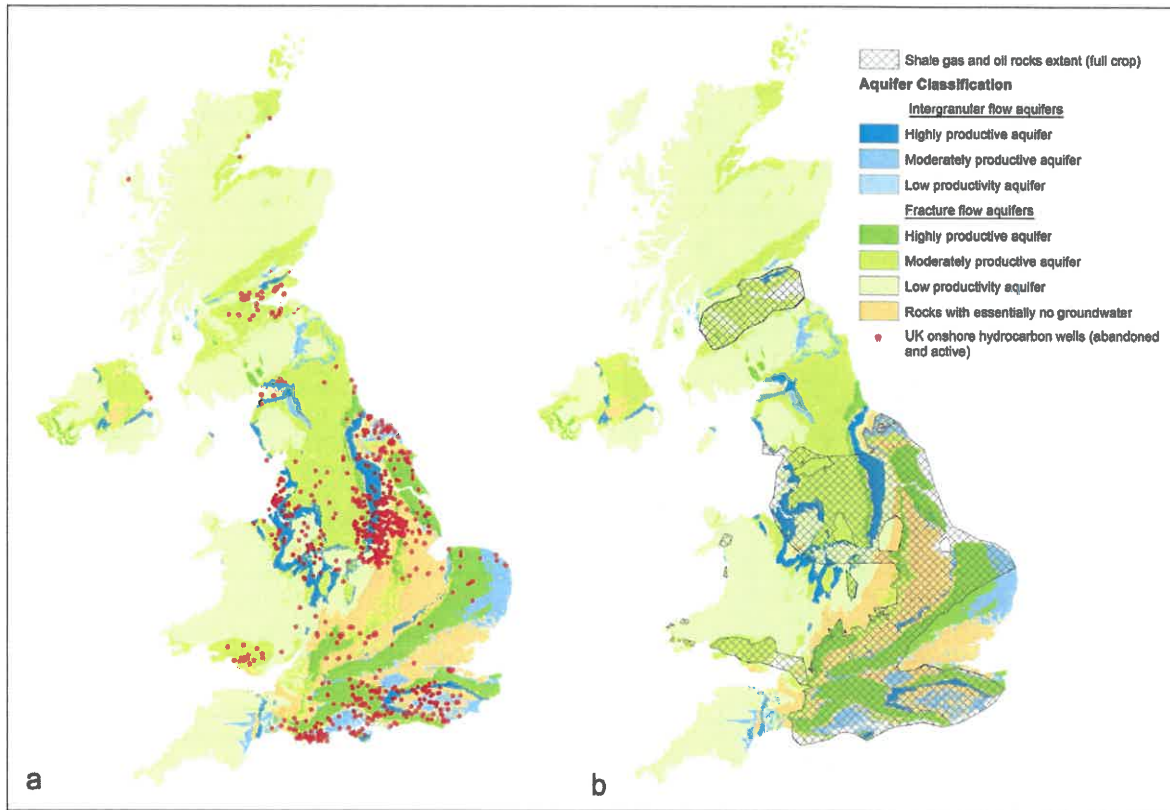 Shale gas and oil rocks extent (full crop)
Aquifer Classification
Intergranular flow aquifers
Highly productive aquifer
Moderately productive aquifer
Low productivity aquifer
Fracture flow aquifers
Highly productive aquifer
Moderately productive aquifer
Low productivity aquifer
Rocks with essentially no groundwater
UK onshore hydrocarbon wells (abandoned
and active)
a
b